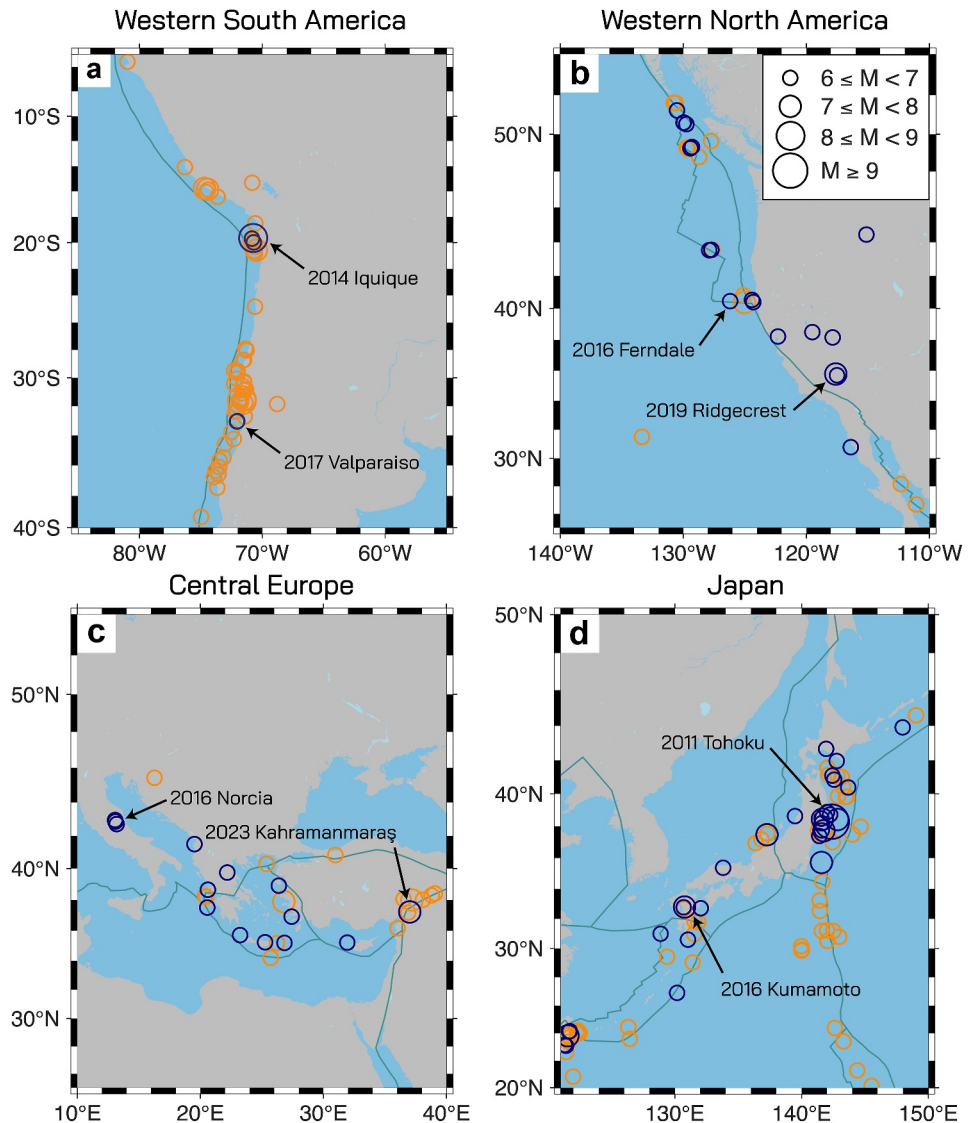 Western South America
Western North America
a
b
6 ≤ M < 7
7 ≤ M < 8
8 ≤ M < 9
M ≥ 9
10°S
20°S
30°S
40°S
2014 Iquique
2017 Valparaiso
80°W
70°W
60°W
50°N
40°N
30°N
2016 Ferndale
2019 Ridgecrest
140°W
130°W
120°W
110°W
Central Europe
Japan
c
d
50°N
40°N
30°N
2016 Norcia
2023 Kahramanmaraş
10°E
20°E
30°E
40°E
50°N
40°N
30°N
20°N
2011 Tohoku
2016 Kumamoto
130°E
140°E
150°E